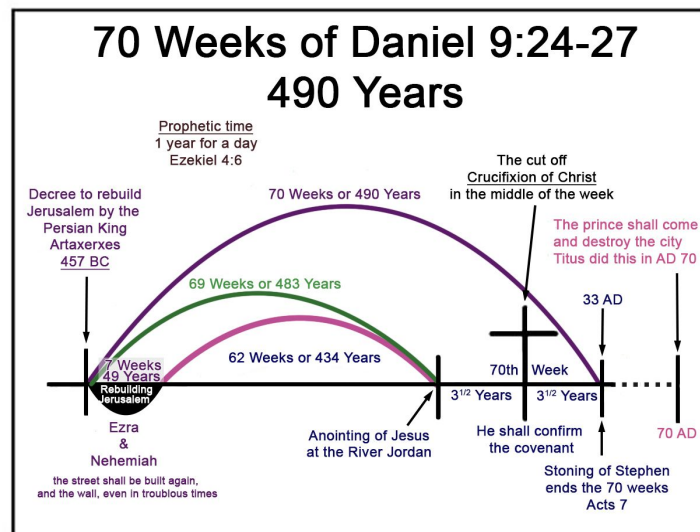 70 Weeks of Daniel 9:24-27
490 Years
Prophetic time
1 year for a day
Ezekiel 4:6
The cut off
Crucifixion of Christ
in the middle of the week
Decree to rebuild
Jerusalem by the
Persian King
Artaxerxes
457 BC
70 Weeks or 490 Years
The prince shall come
and destroy the city
Titus did this in AD 70
69 Weeks or 483 Years
33 AD
62 Weeks or 434 Years
7 Weeks
49 Years
Rebuilding
Jerusalem
70th Week
3 1/2 Years
3 1/2 Years
Ezra
&
Nehemiah
the street shall be built again,
and the wall, even in troublous times
Anointing of Jesus
at the River Jordan
He shall confirm
the covenant
70 AD
Stoning of Stephen
ends the 70 weeks
Acts 7